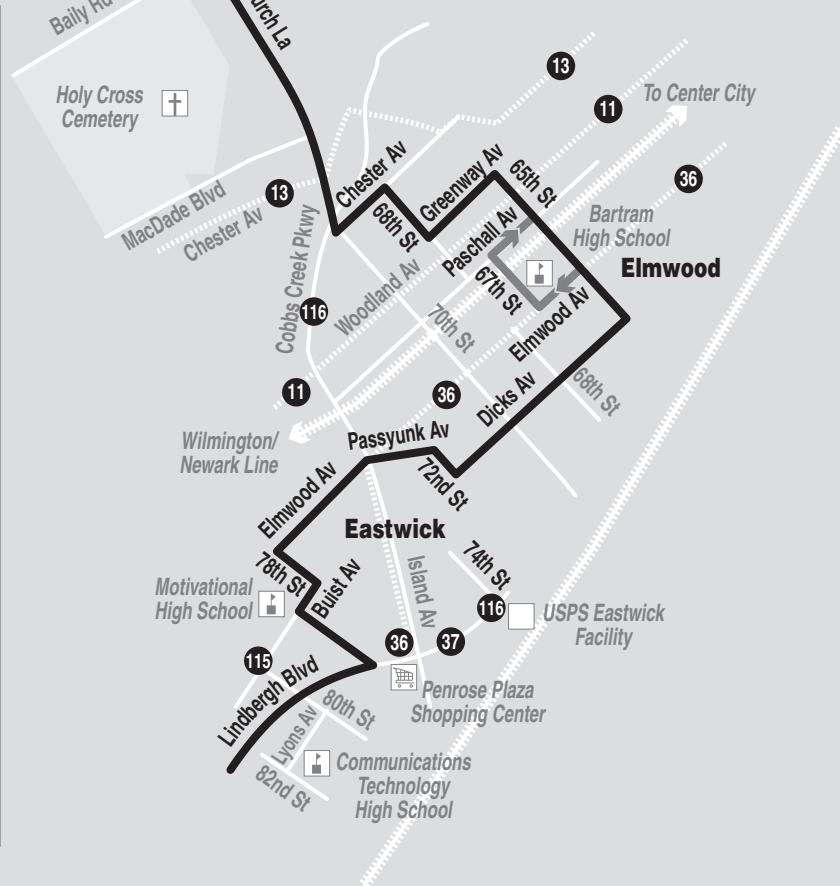 Baily Rd
urch La
Holy Cross
Cemetery
13
11
To Center City
36
MacDade Blvd
13
Chester Av
Chester Av
68th St
Greenway Av
65th St
Bartram
High School
Paschall Av
Elmwood
67th St
Elmwood Av
Cobbs Creek Pkwy
116
Woodland Av
70th St
68th St
Dicks Av
11
36
Wilmington/
Newark Line
Passyunk Av
72nd St
Elmwood Av
Eastwick
78th St
Buist Av
Island Av
74th St
Motivational
High School
116
USPS Eastwick
Facility
36
37
115
Lindbergh Blvd
Penrose Plaza
Shopping Center
80th St
Lyons Av
82nd St
Communications
Technology
High School